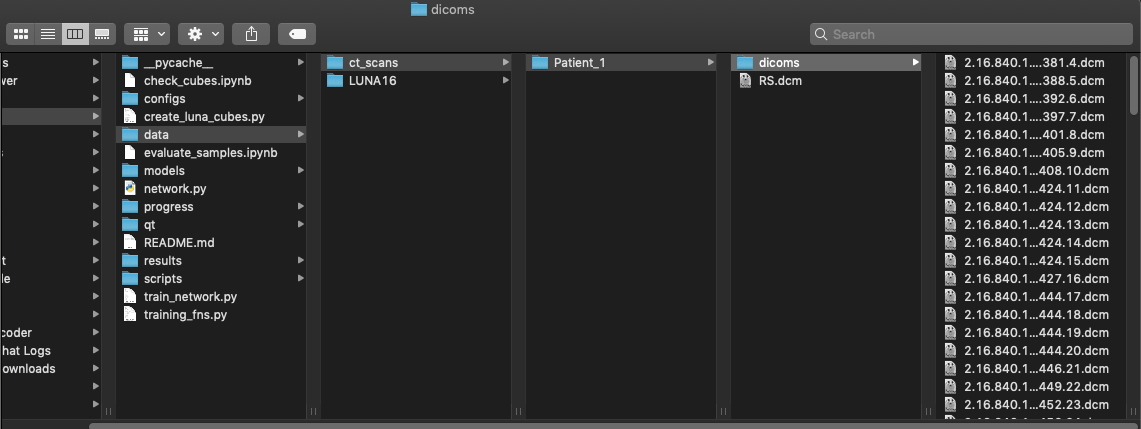 dicoms
Search
s
wer
t
le
coder
hat Logs
ownloads
__pycache__
check_cubes.ipynb
configs
create_luna_cubes.py
data
evaluate_samples.ipynb
models
network.py
progress
qt
README.md
results
scripts
train_network.py
training_fns.py
ct_scans
LUNA16
Patient_1
dicoms
RS.dcm
2.16.840.1....381.4.dcm
2.16.840.1....388.5.dcm
2.16.840.1....392.6.dcm
2.16.840.1....397.7.dcm
2.16.840.1....401.8.dcm
2.16.840.1....405.9.dcm
2.16.840.1...408.10.dcm
2.16.840.1...424.11.dcm
2.16.840.1...424.12.dcm
2.16.840.1...424.13.dcm
2.16.840.1...424.14.dcm
2.16.840.1...424.15.dcm
2.16.840.1...427.16.dcm
2.16.840.1...444.17.dcm
2.16.840.1...444.18.dcm
2.16.840.1...444.19.dcm
2.16.840.1...444.20.dcm
2.16.840.1...446.21.dcm
2.16.840.1...449.22.dcm
2.16.840.1...452.23.dcm